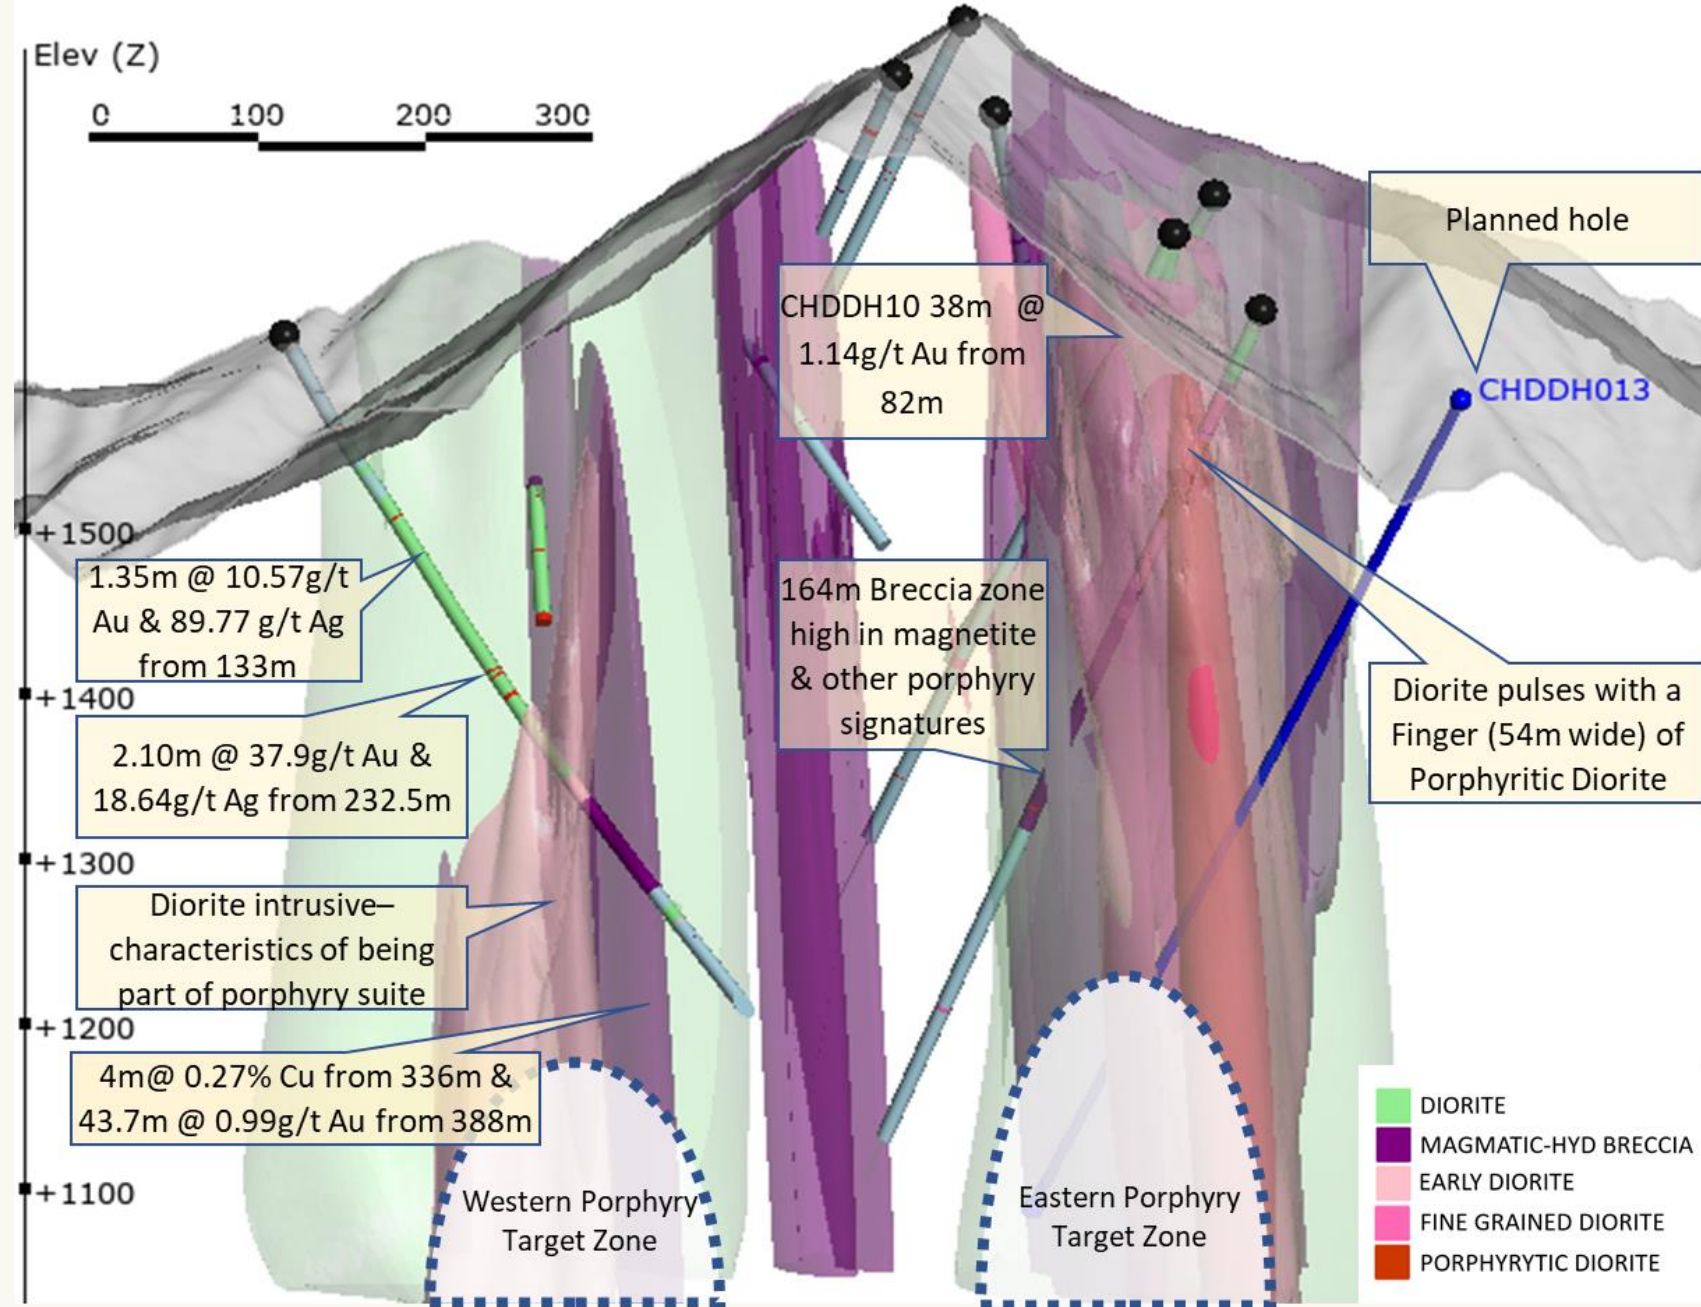 Elev (Z)
0 100 200 300
Planned hole
CHDDH10 38m @
1.14g/t Au from
82m
CHDDH013
+1500
1.35m @ 10.57g/t
Au & 89.77 g/t Ag
from 133m
164m Breccia zone
high in magnetite
& other porphyry
signatures
+1400
Diorite pulses with a
Finger (54m wide) of
Porphyritic Diorite
2.10m @ 37.9g/t Au &
18.64g/t Ag from 232.5m
+1300
Diorite intrusive–
characteristics of being
part of porphyry suite
+1200
4m@ 0.27% Cu from 336m &
43.7m @ 0.99g/t Au from 388m
+1100
Western Porphyry
Target Zone
Eastern Porphyry
Target Zone
DIORITE
MAGMATIC-HYD BRECCIA
EARLY DIORITE
FINE GRAINED DIORITE
PORPHYRYTIC DIORITE